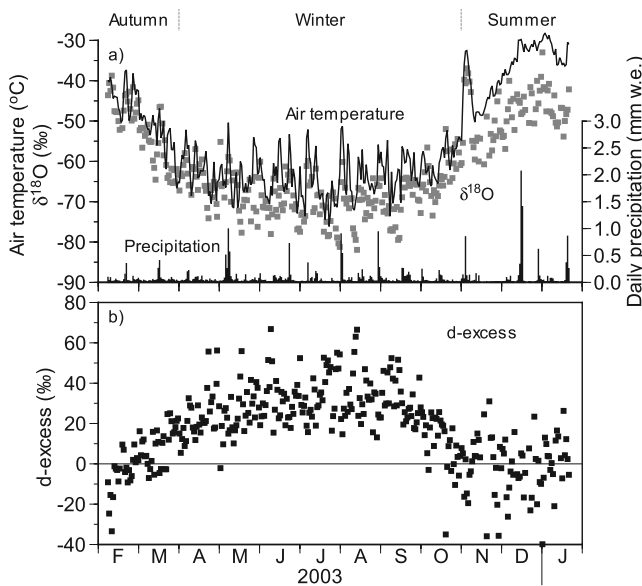 Autumn Winter Summer
a)
Air temperature (°C)
δ18O (‰)
-30
-40
-50
-60
-70
-80
-90
Air temperature
δ18O
Precipitation
3.0
2.5
2.0
1.5
1.0
0.5
0.0
Daily precipitation (mm w.e.)
b)
d-excess
d-excess (‰)
80
60
40
20
0
-20
-40
F M A M J J A S O N D J
2003